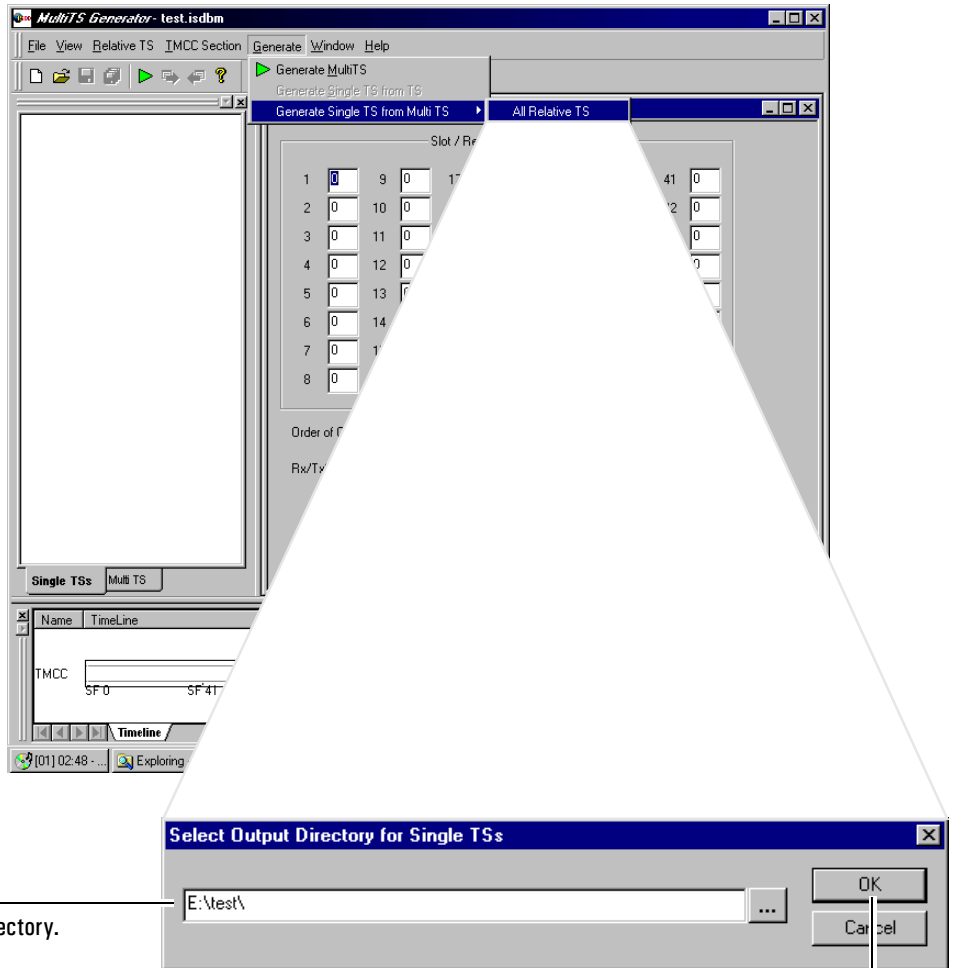 MultiTS Generator- test.isdbm
File View Relative TS TMCC Section Generate Window Help
Generate MultiTS
Generate Single TS from TS
Generate Single TS from Multi TS All Relative TS
Slot / Re
1 0 9 0 17 41 0
2 0 10 0 0
3 0 11 0 0
4 0 12 0
5 0 13
6 0 14
7 0 1
8 0
Order of
Rx/Tx
Single TSs Multi TS
Name TimeLine
TMCC
SF 0 SF 41
Timeline
[01] 02:48 - ... Exploring
Select Output Directory for Single TSs
E:\test\ ... OK
Cancel
ectory.